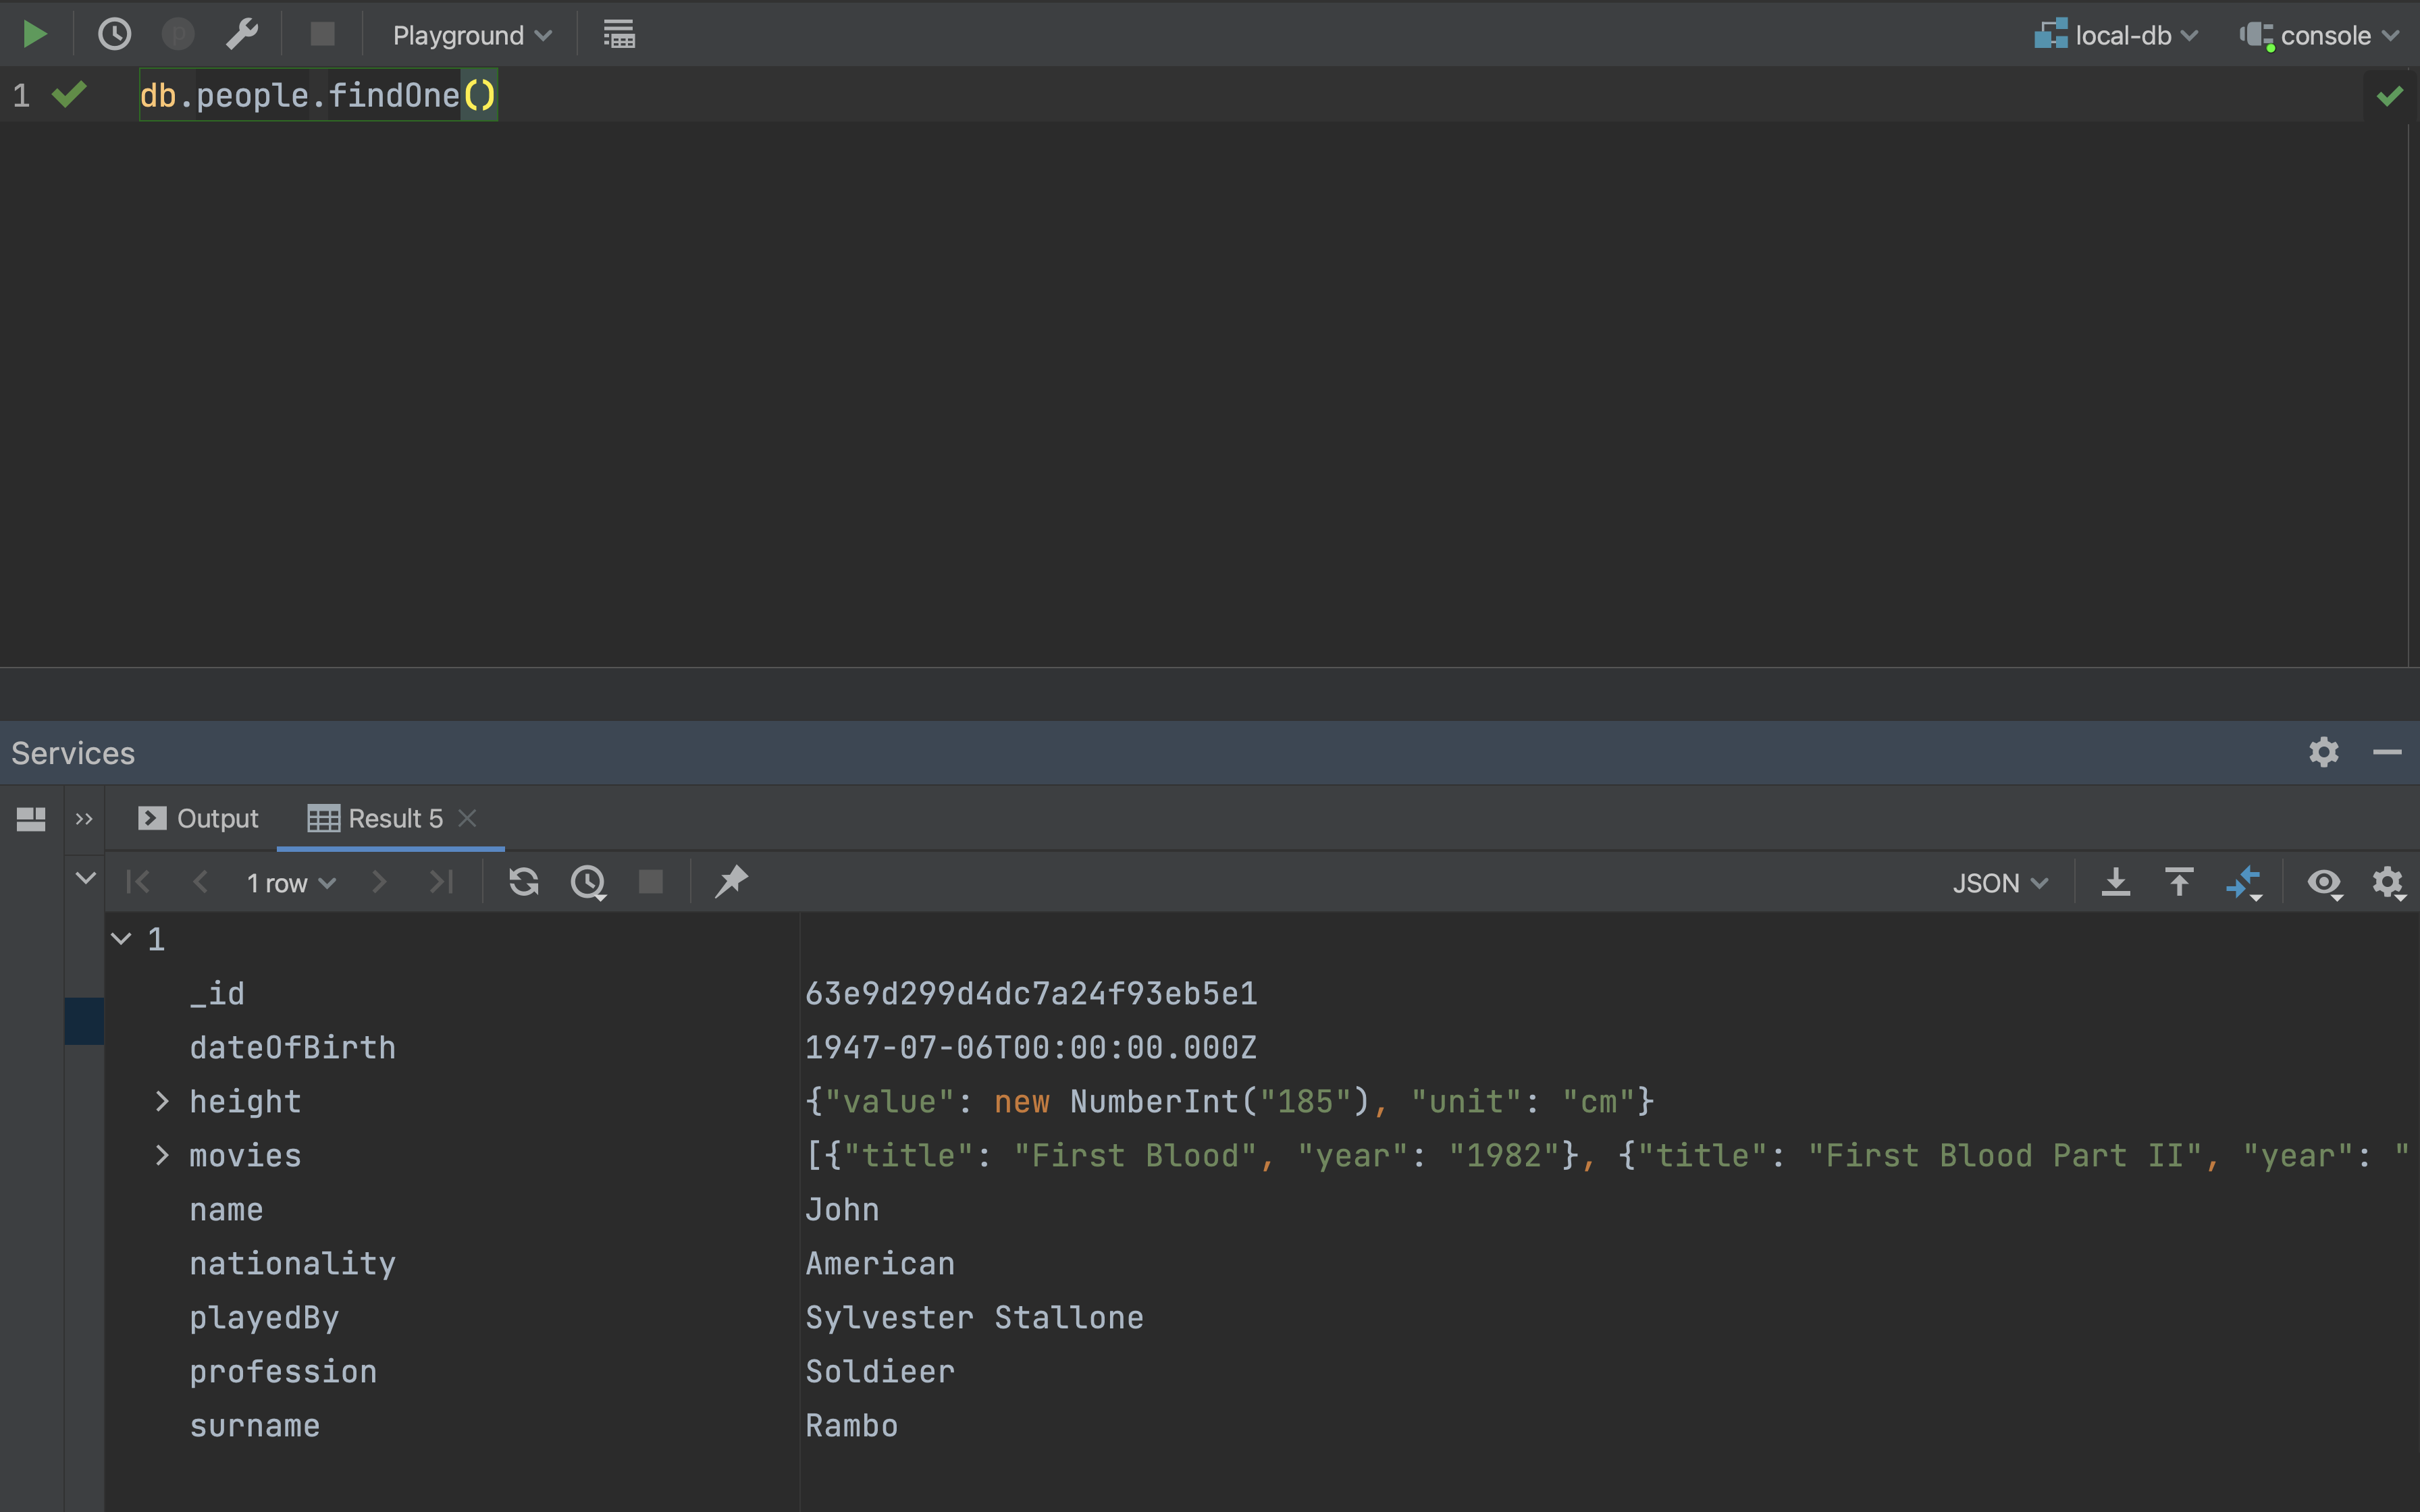 Playground
local-db
console
1 db.people.findOne()
Services
Output
Result 5
1 row
JSON
1
_id 63e9d299d4dc7a24f93eb5e1
dateOfBirth 1947-07-06T00:00:00.000Z
height {"value": new NumberInt("185"), "unit": "cm"}
movies [{"title": "First Blood", "year": "1982"}, {"title": "First Blood Part II", "year": "
name John
nationality American
playedBy Sylvester Stallone
profession Soldieer
surname Rambo